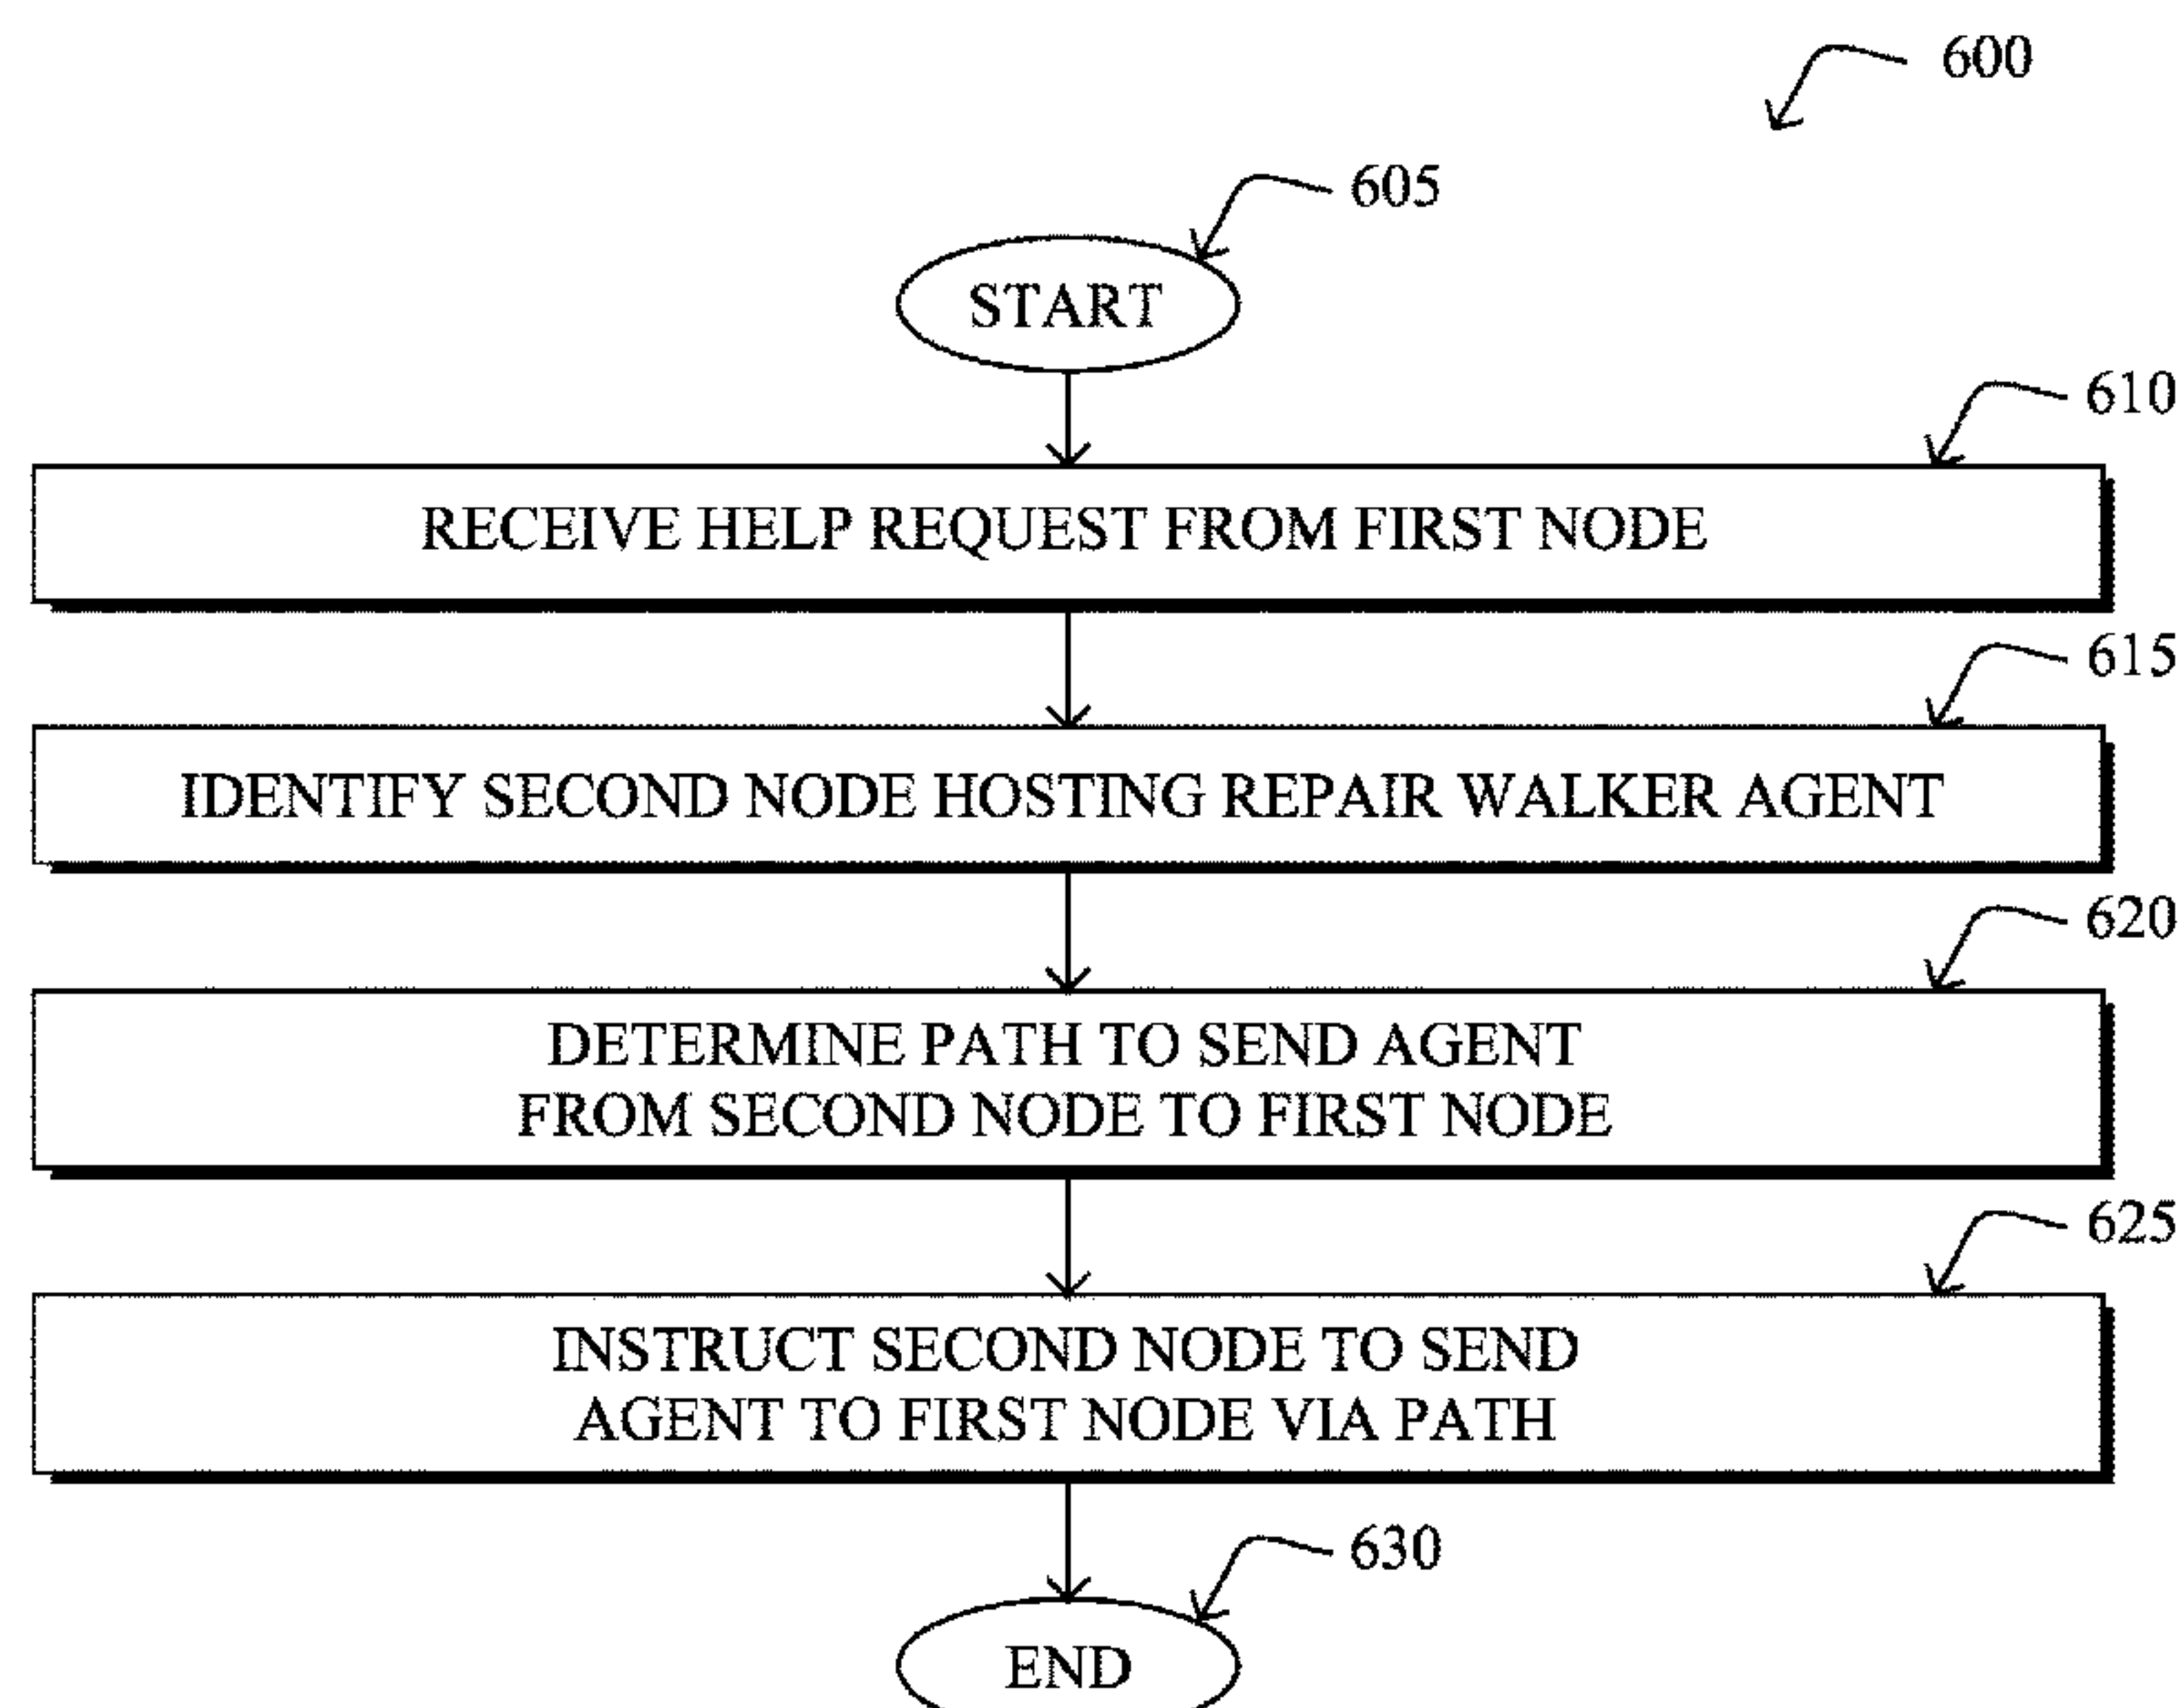 600
605
START
610
RECEIVE HELP REQUEST FROM FIRST NODE
615
IDENTIFY SECOND NODE HOSTING REPAIR WALKER AGENT
620
DETERMINE PATH TO SEND AGENT
FROM SECOND NODE TO FIRST NODE
625
INSTRUCT SECOND NODE TO SEND
AGENT TO FIRST NODE VIA PATH
630
END